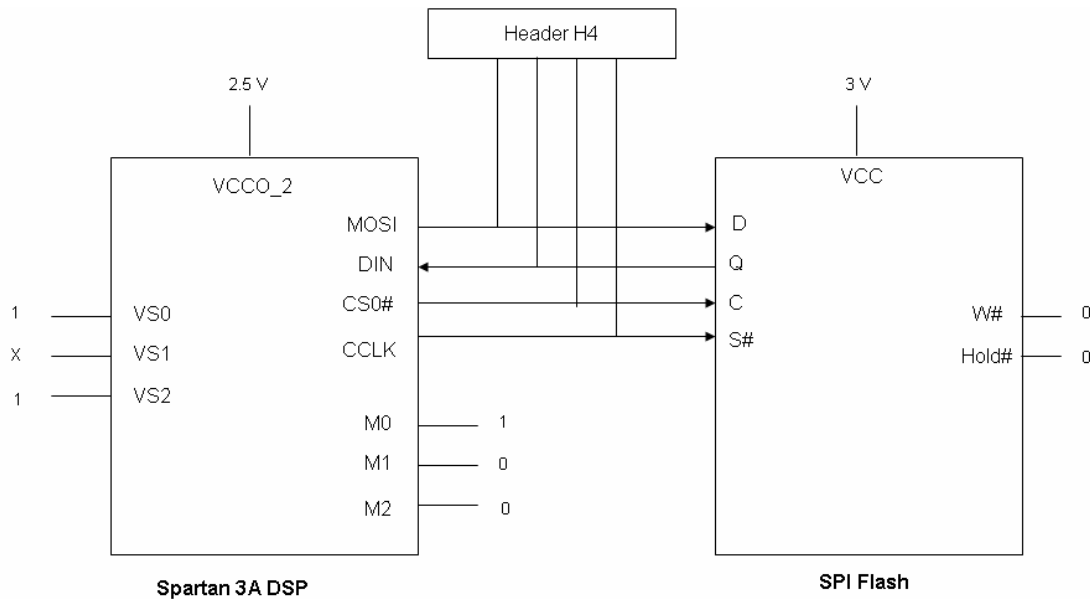 Header H4
2.5 V
3 V
VCCO_2
VCC
MOSI
D
DIN
Q
CS0#
C
CCLK
S#
1
VS0
X
VS1
1
VS2
W#
0
Hold#
0
M0
1
M1
0
M2
0
Spartan 3A DSP
SPI Flash